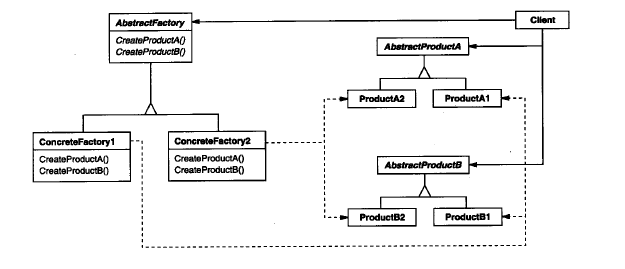 AbstractFactory
CreateProductA()
CreateProductB()
Client
AbstractProductA
ProductA2
ProductA1
ConcreteFactory1
CreateProductA()
CreateProductB()
ConcreteFactory2
CreateProductA()
CreateProductB()
AbstractProductB
ProductB2
ProductB1